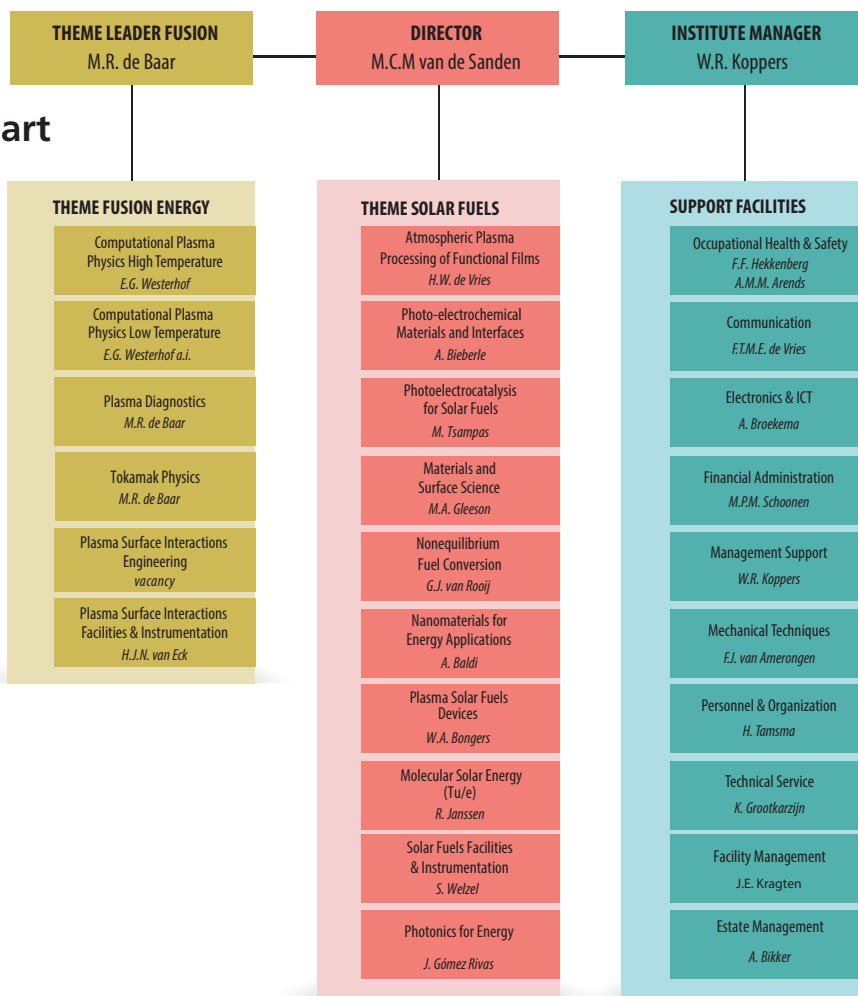 THEME LEADER FUSION
M.R. de Baar
DIRECTOR
M.C.M van de Sanden
INSTITUTE MANAGER
W.R. Koppers
art
THEME FUSION ENERGY
Computational Plasma
Physics High Temperature
E.G. Westerhof
Computational Plasma
Physics Low Temperature
E.G. Westerhof a.i.
Plasma Diagnostics
M.R. de Baar
Tokamak Physics
M.R. de Baar
Plasma Surface Interactions
Engineering
vacancy
Plasma Surface Interactions
Facilities & Instrumentation
H.J.N. van Eck
THEME SOLAR FUELS
Atmospheric Plasma
Processing of Functional Films
H.W. de Vries
Photo-electrochemical
Materials and Interfaces
A. Bieberle
Photoelectrocatalysis
for Solar Fuels
M. Tsampas
Materials and
Surface Science
M.A. Gleeson
Nonequilibrium
Fuel Conversion
G.J. van Rooij
Nanomaterials for
Energy Applications
A. Baldi
Plasma Solar Fuels
Devices
W.A. Bongers
Molecular Solar Energy
(Tu/e)
R. Janssen
Solar Fuels Facilities
& Instrumentation
S. Welzel
Photonics for Energy
J. Gómez Rivas
SUPPORT FACILITIES
Occupational Health & Safety
F.F. Hekkenberg
A.M.M. Arends
Communication
F.T.M.E. de Vries
Electronics & ICT
A. Broekema
Financial Administration
M.P.M. Schoonen
Management Support
W.R. Koppers
Mechanical Techniques
F.J. van Amerongen
Personnel & Organization
H. Tamsma
Technical Service
K. Grootkarzijn
Facility Management
J.E. Kragten
Estate Management
A. Bikker